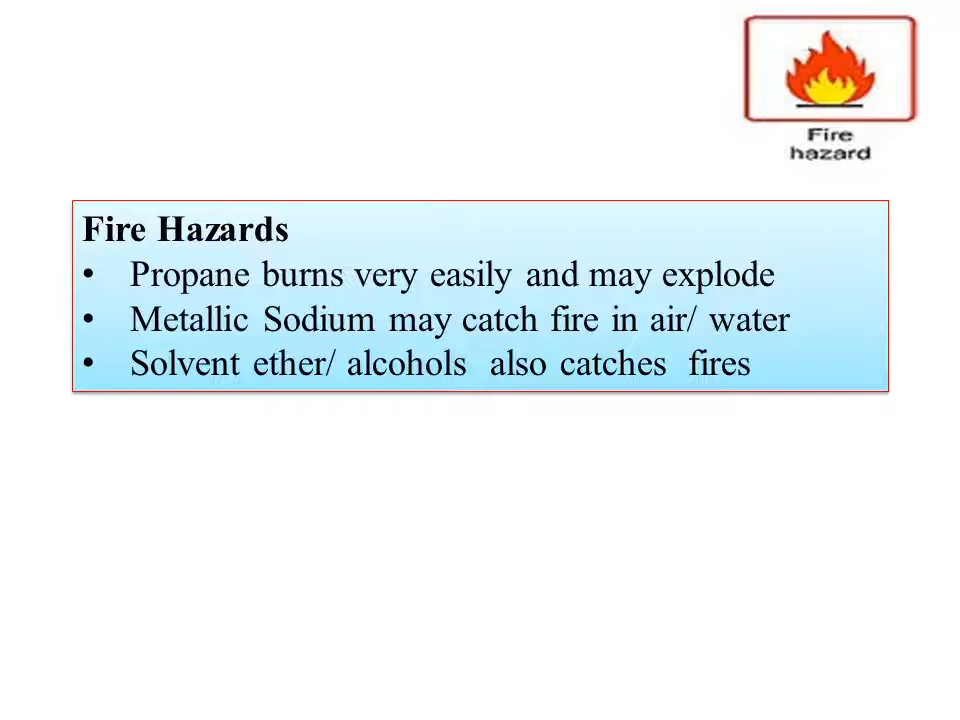 Fire
hazard
Fire Hazards
• Propane burns very easily and may explode
• Metallic Sodium may catch fire in air/ water
• Solvent ether/ alcohols also catches fires